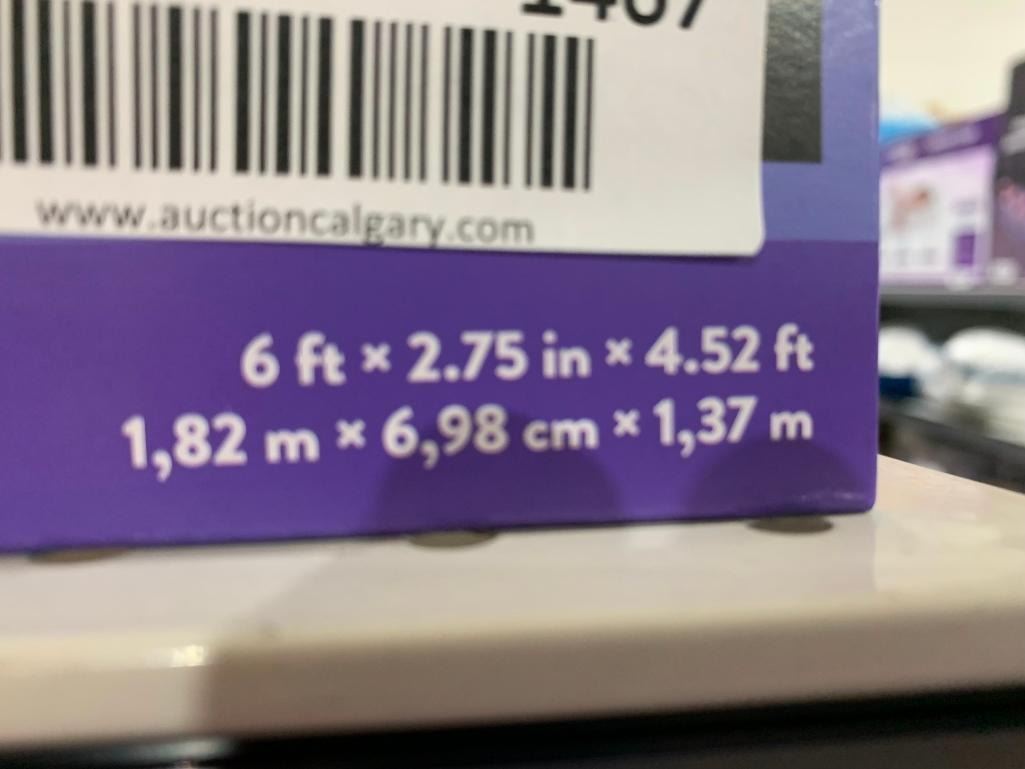 www.auctioncalgary.com
6 ft × 2.75 in × 4.52 ft
1,82 m × 6,98 cm × 1,37 m